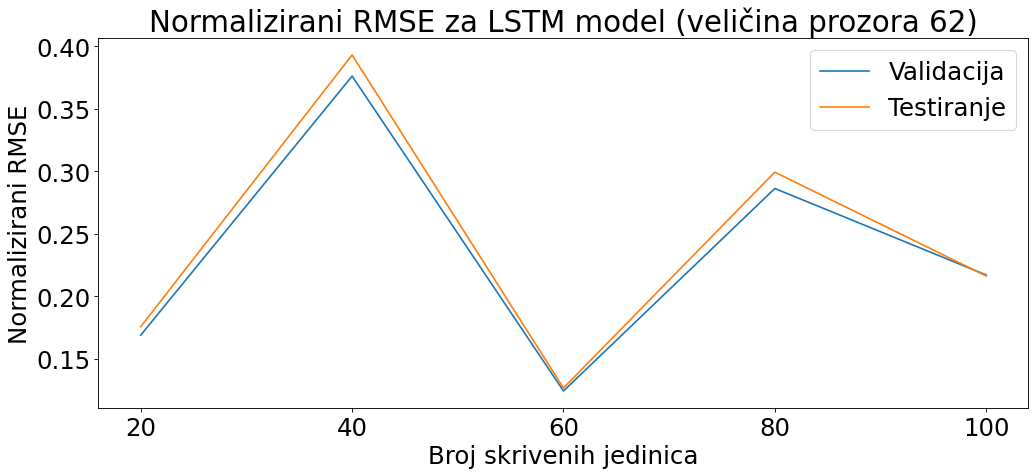 Normalizirani RMSE za LSTM model (veličina prozora 62)
Normalizirani RMSE
0.40
0.35
0.30
0.25
0.20
0.15
Validacija
Testiranje
20 40 60 80 100
Broj skrivenih jedinica